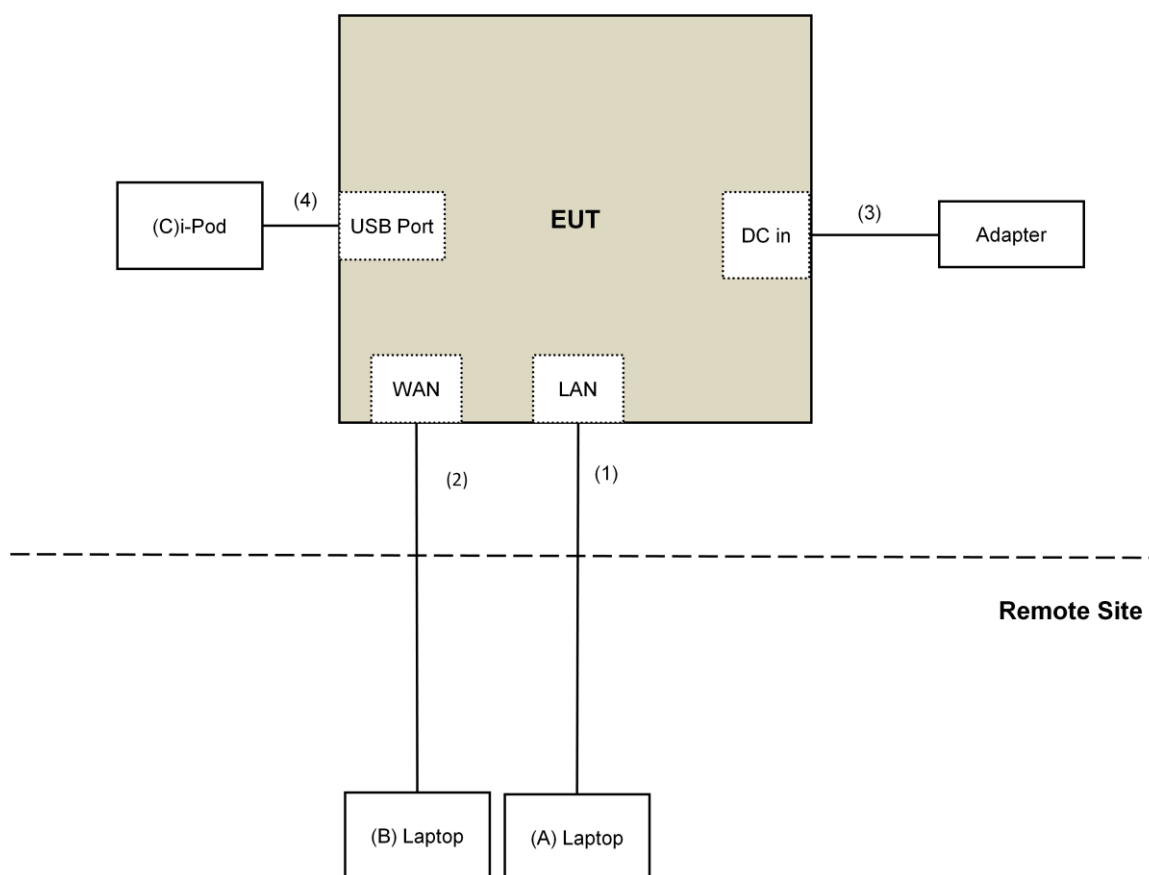 EUT
(C)i-Pod
(4)
USB Port
DC in
(3)
Adapter
WAN
LAN
(2)
(1)
Remote Site
(B) Laptop
(A) Laptop